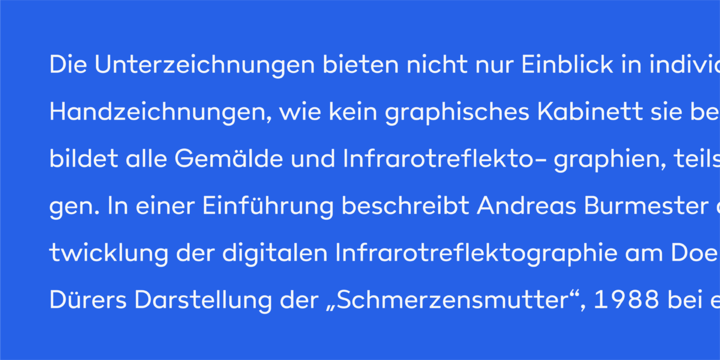 Die Unterzeichnungen bieten nicht nur Einblick in
Handzeichnungen, wie kein graphisches Kabinett sie
bildet alle Gemälde und Infrarotreflekto– graphien, teils
gen. In einer Einführung beschreibt Andreas Burmester
twicklung der digitalen Infrarotreflektographie am
Dürers Darstellung der „Schmerzensmutter“, 1988 bei